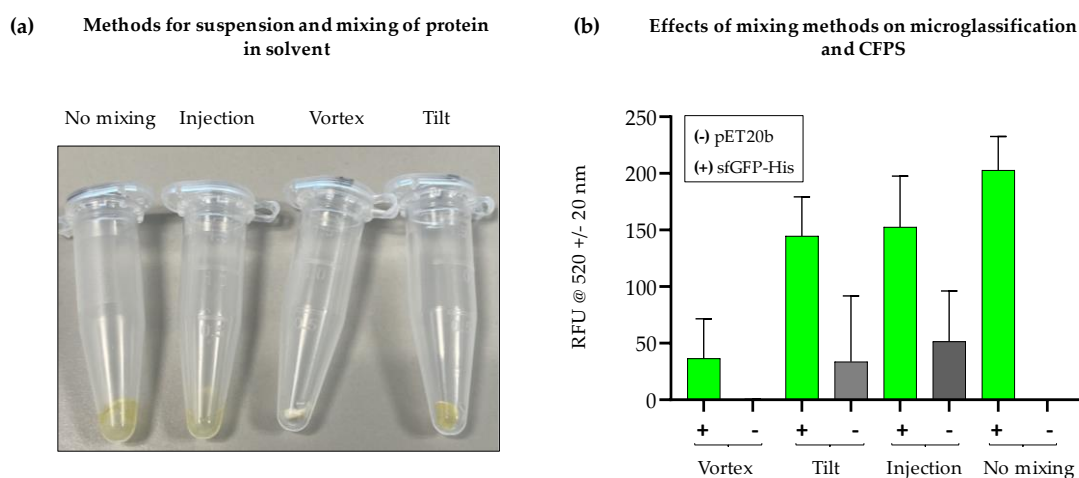 (a)
Methods for suspension and mixing of protein
in solvent
No mixing
Injection
Vortex
Tilt
(b)
Effects of mixing methods on microglassification
and CFPS
250
200
150
100
50
0
RFU @ 520 +/- 20 nm
(-) pET20b
(+) sfGFP-His
+ - + - + - + -
Vortex
Tilt
Injection
No mixing